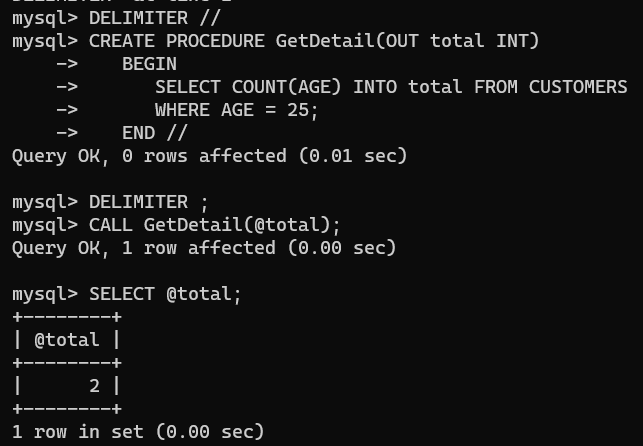 mysql> DELIMITER //
mysql> CREATE PROCEDURE GetDetail(OUT total INT)
    ->    BEGIN
    ->       SELECT COUNT(AGE) INTO total FROM CUSTOMERS
    ->       WHERE AGE = 25;
    ->    END //
Query OK, 0 rows affected (0.01 sec)

mysql> DELIMITER ;
mysql> CALL GetDetail(@total);
Query OK, 1 row affected (0.00 sec)

mysql> SELECT @total;
+--------+
| @total |
+--------+
|      2 |
+--------+
1 row in set (0.00 sec)